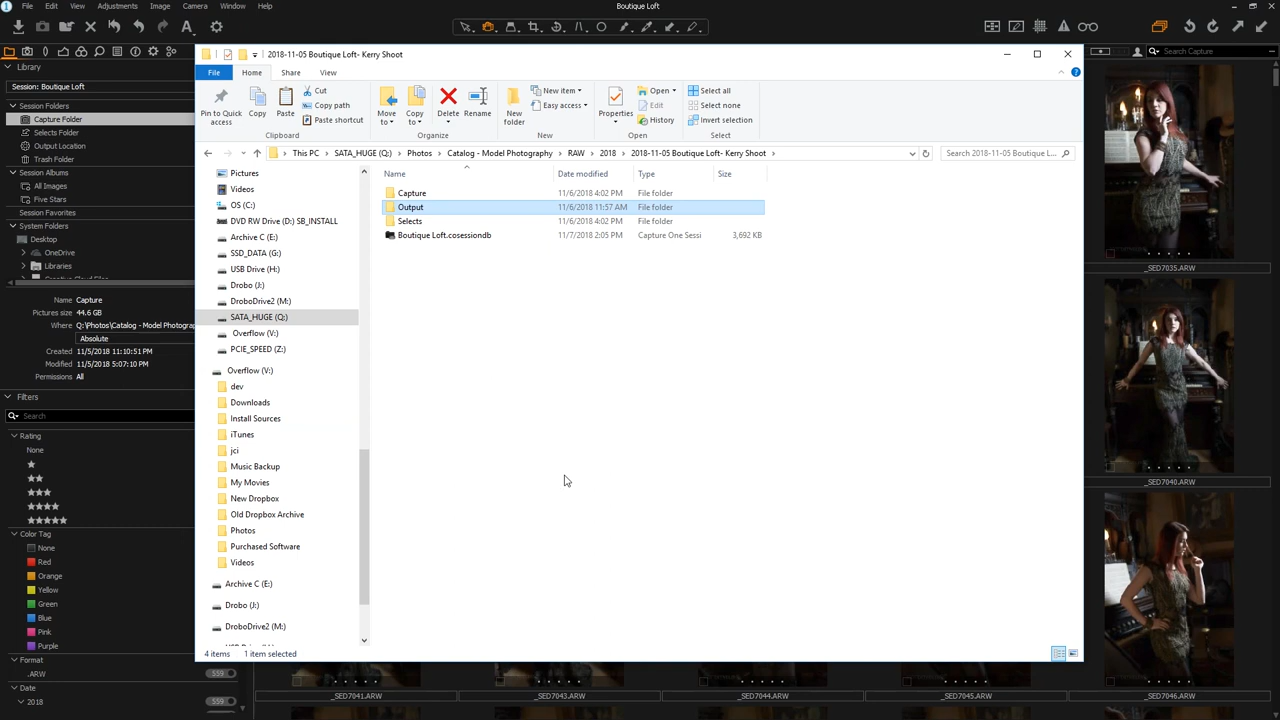 File Edit View Adjustments Image Camera Window Help
Boutique Loft
2018-11-05 Boutique Loft- Kerry Shoot
File Home Share View
Library
Session: Boutique Loft
Search Capture
Session Folders
Capture Folder
Selects Folder
Output Location
Trash Folder
Session Albums
All Images
Five Stars
Session Favorites
System Folders
Desktop
OneDrive
Libraries
Name Capture
Pictures size 44.6 GB
Where Q:\Photos\Catalog - Model Photograp
Absolute
Created 11/5/2018 11:10:51 PM
Modified 11/5/2018 5:07:10 PM
Permissions All
Filters
Search
Rating
None
Color Tag
None
Red
Orange
Yellow
Green
Blue
Pink
Purple
Format
.ARW 559
Date
2018 559
Pin to Quick access
Copy
Paste
Cut
Copy path
Paste shortcut
Clipboard
Move to
Copy to
Delete
Rename
Organize
New folder
New item
Easy access
New
Properties
Open
Edit
History
Open
Select all
Select none
Invert selection
Select
This PC SATA_HUGE (Q:) Photos Catalog - Model Photography RAW 2018 2018-11-05 Boutique Loft- Kerry Shoot
Search 2018-11-05 Boutique L...
Pictures
Videos
OS (C:)
DVD RW Drive (D:) SB_INSTALL
Archive C (E:)
SSD_DATA (G:)
USB Drive (H:)
Drobo (J:)
DroboDrive2 (M:)
SATA_HUGE (Q:)
Overflow (V:)
PCIE_SPEED (Z:)
Overflow (V:)
dev
Downloads
Install Sources
iTunes
jci
Music Backup
My Movies
New Dropbox
Old Dropbox Archive
Photos
Purchased Software
Videos
Archive C (E:)
Drobo (J:)
DroboDrive2 (M:)
Name Date modified Type Size
Capture 11/6/2018 4:02 PM File folder
Output 11/6/2018 11:57 AM File folder
Selects 11/6/2018 4:02 PM File folder
Boutique Loft.cosessiondb 11/7/2018 2:05 PM Capture One Sessi 3,692 KB
4 items 1 item selected
_SED7035.ARW
_SED7040.ARW
_SED7041.ARW
_SED7043.ARW
_SED7044.ARW
_SED7045.ARW
_SED7046.ARW